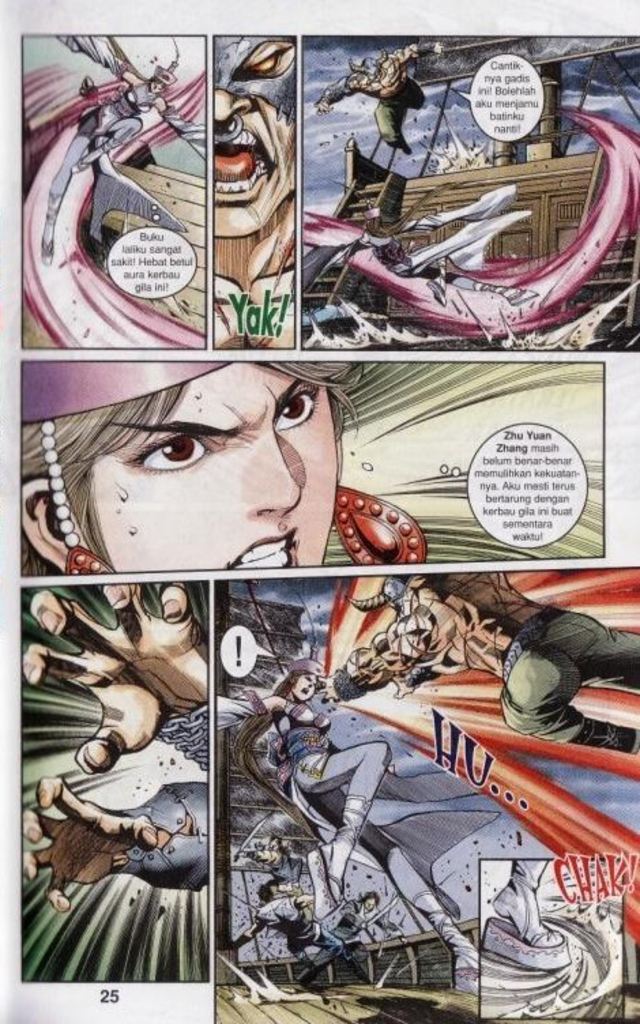 Buku
laliku sangat
sakit! Hebat betul
aura kerbau
gila ini!
Yak!
Cantik-
nya gadis
ini! Bolehlah
aku menjamu
batinku
nanti!
Zhu Yuan
Zhang masih
belum benar-benar
memulihkan kekuatan-
nya. Aku mesti terus
bertarung dengan
kerbau gila ini buat
sementara
waktu!
!
HU...
CHAK!
25